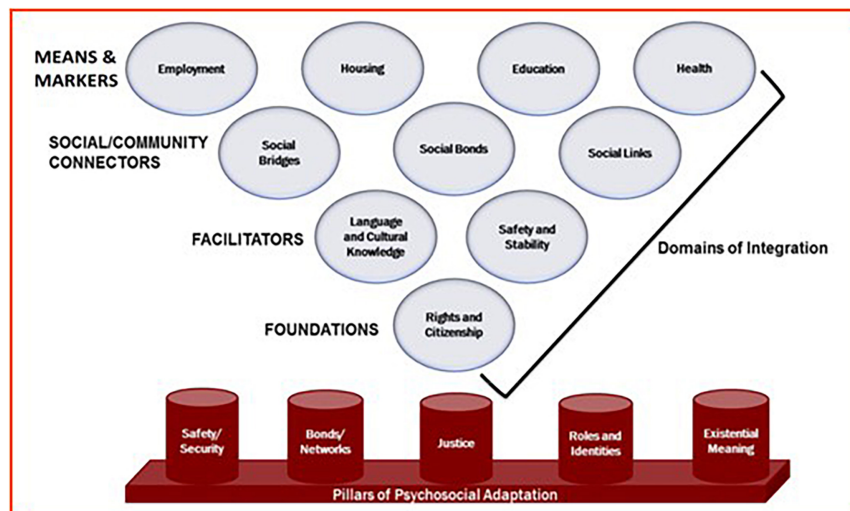 MEANS &
MARKERS
Employment
Housing
Education
Health
SOCIAL/COMMUNITY
CONNECTORS
Social
Bridges
Social Bonds
Social Links
FACILITATORS
Language
and Cultural
Knowledge
Safety and
Stability
Domains of Integration
FOUNDATIONS
Rights and
Citizenship
Safety/
Security
Bonds/
Networks
Justice
Roles and
Identities
Existential
Meaning
Pillars of Psychosocial Adaptation